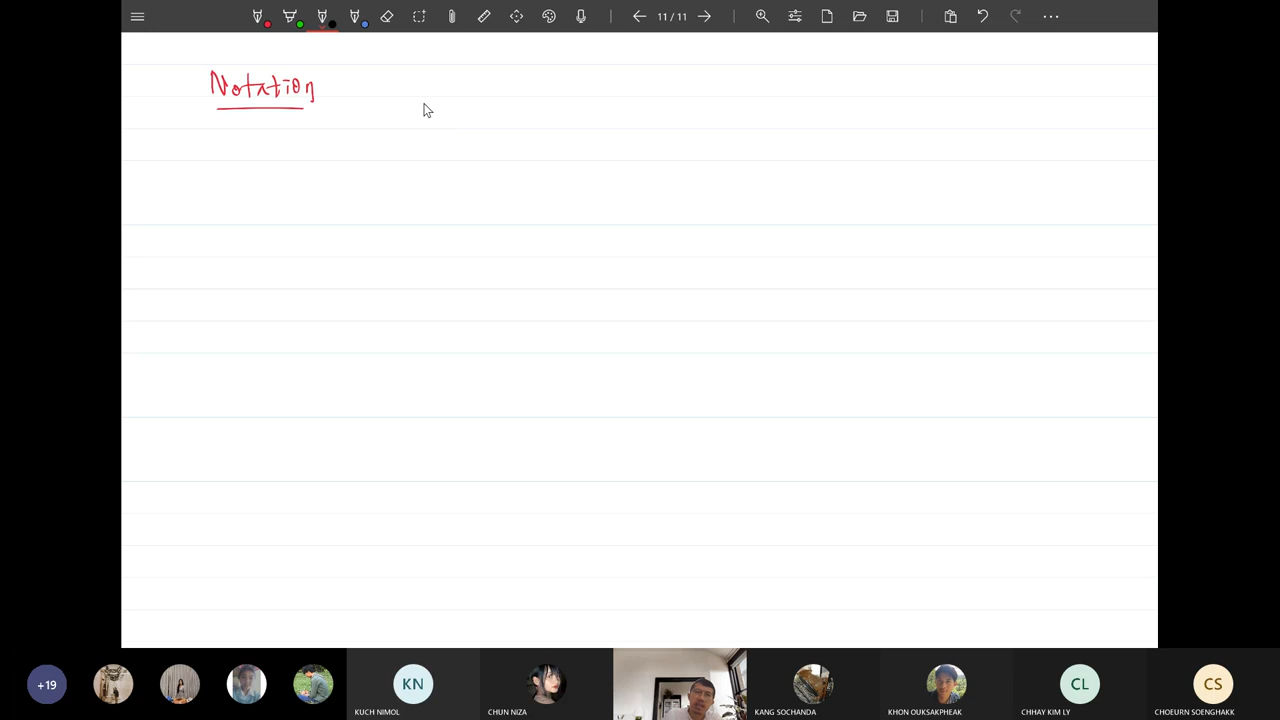 11 / 11
Notation
+19
KN
KUCH NIMOL
CHUN NIZA
KANG SOCHANDA
KHON OUKSAKPHEAK
CL
CHHAY KIM LY
CS
CHOEURN SOENGHAKK